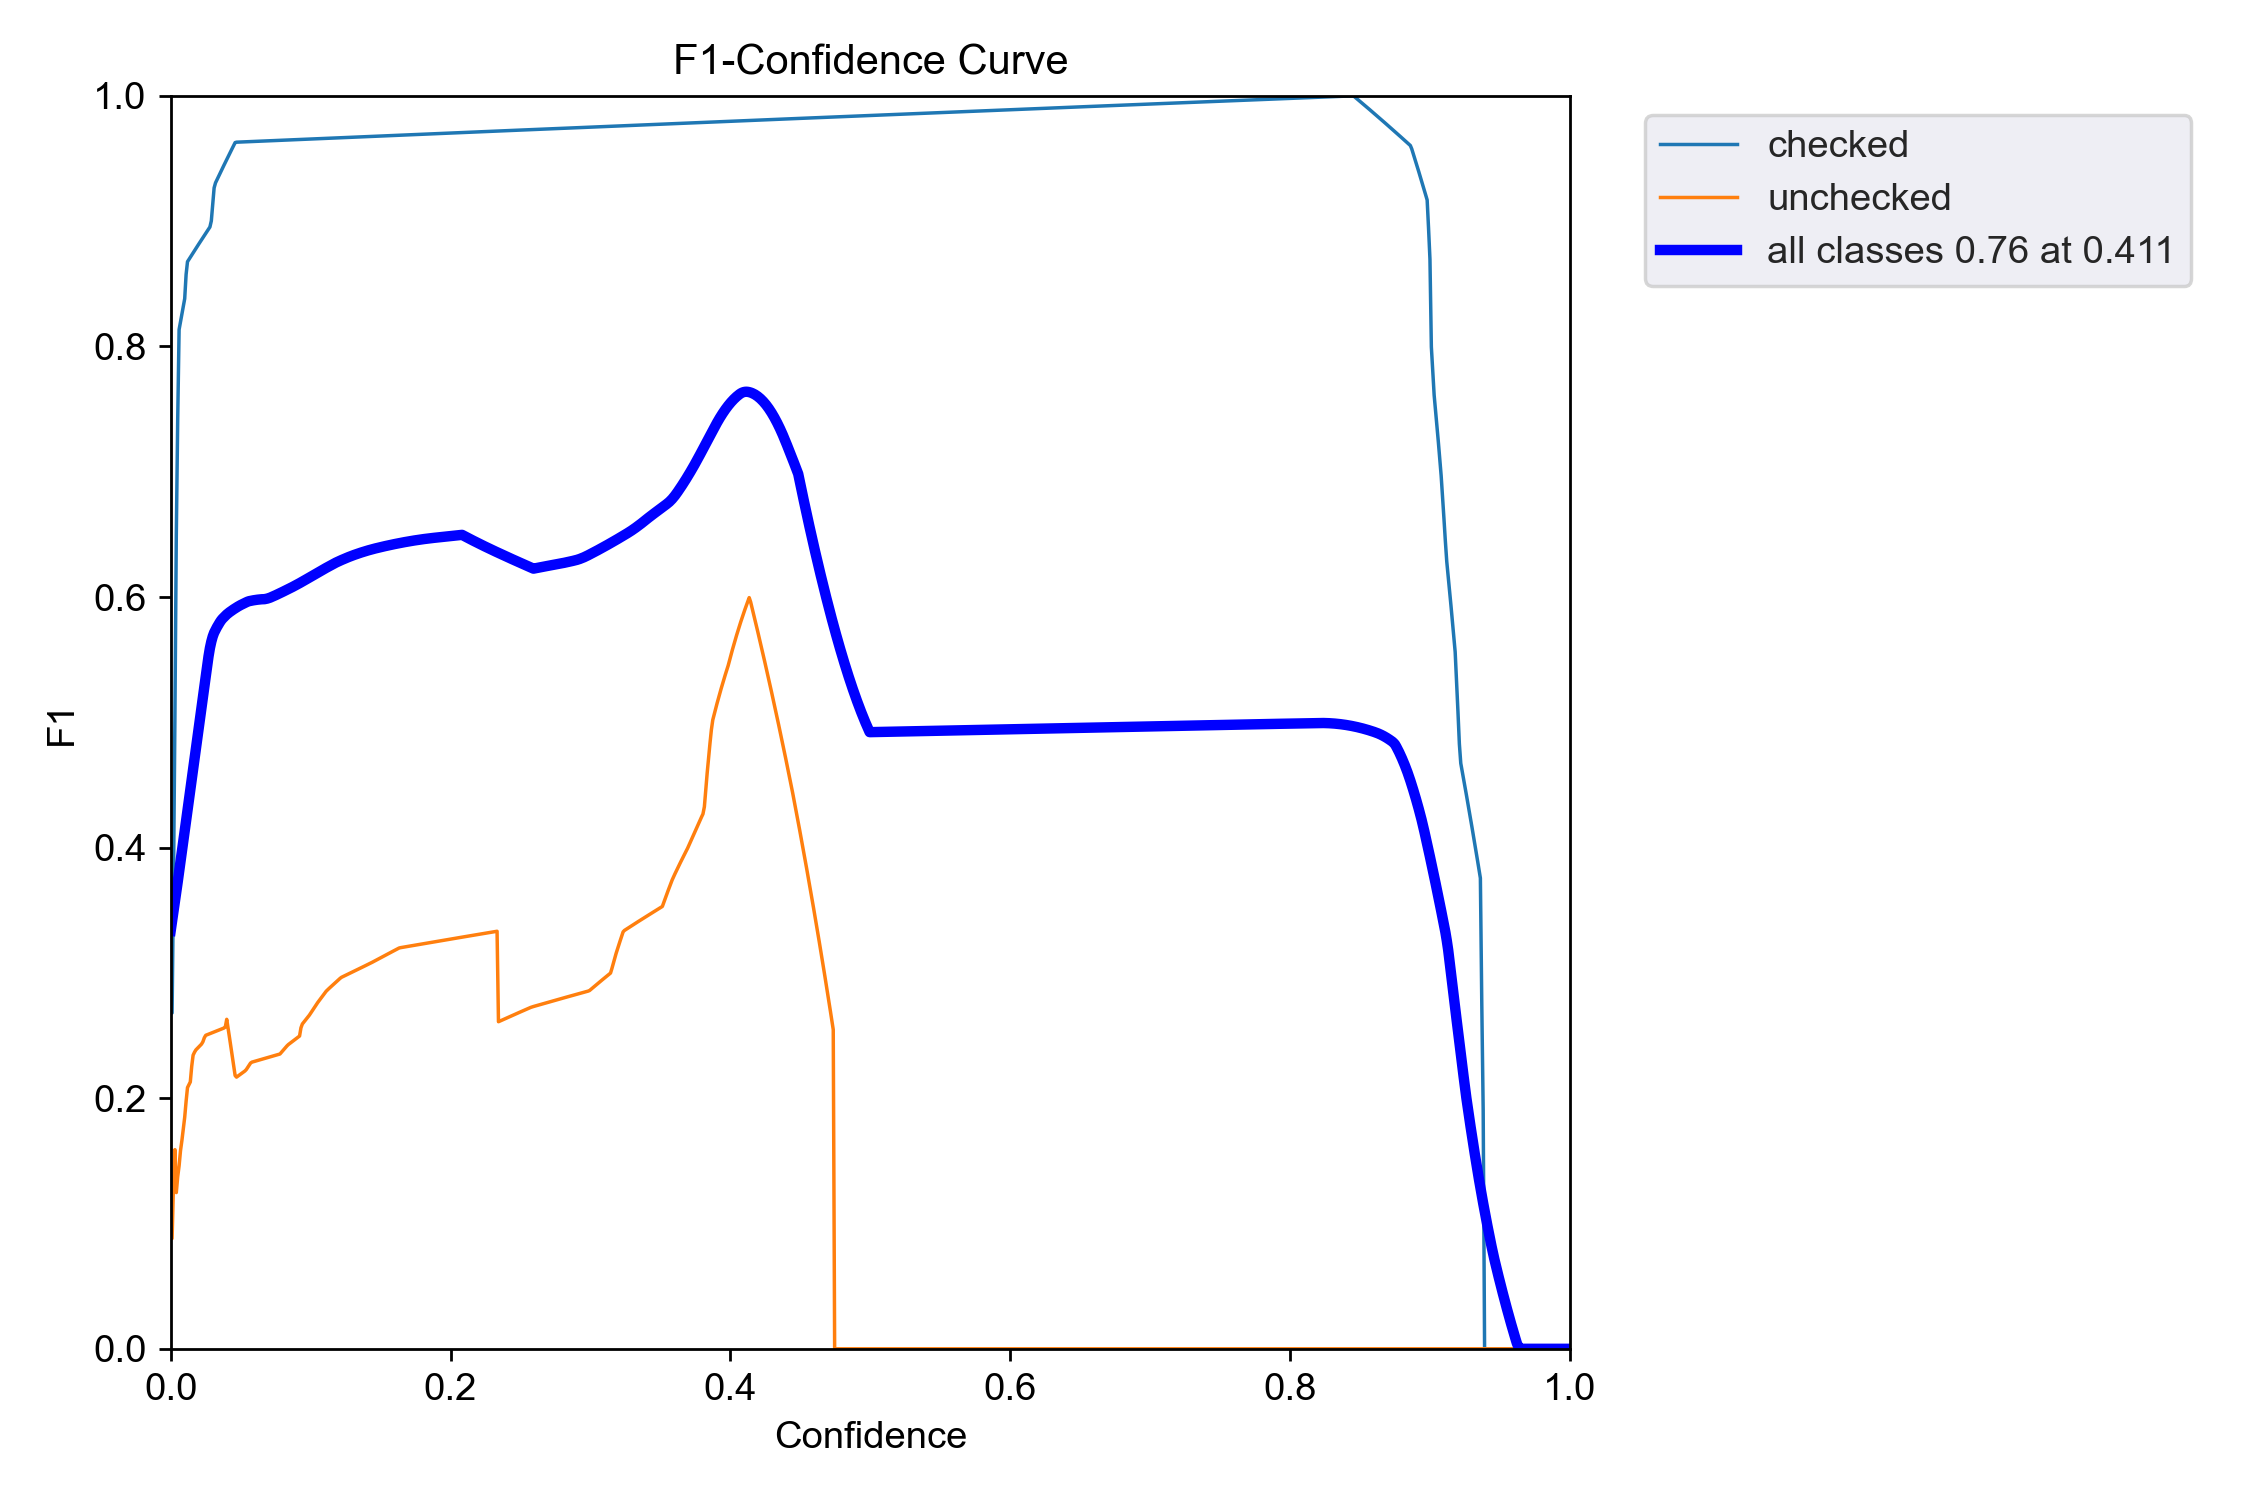 F1-Confidence Curve
1.0
0.8
0.6
0.4
0.2
0.0
F1
0.0 0.2 0.4 0.6 0.8 1.0
Confidence
checked
unchecked
all classes 0.76 at 0.411